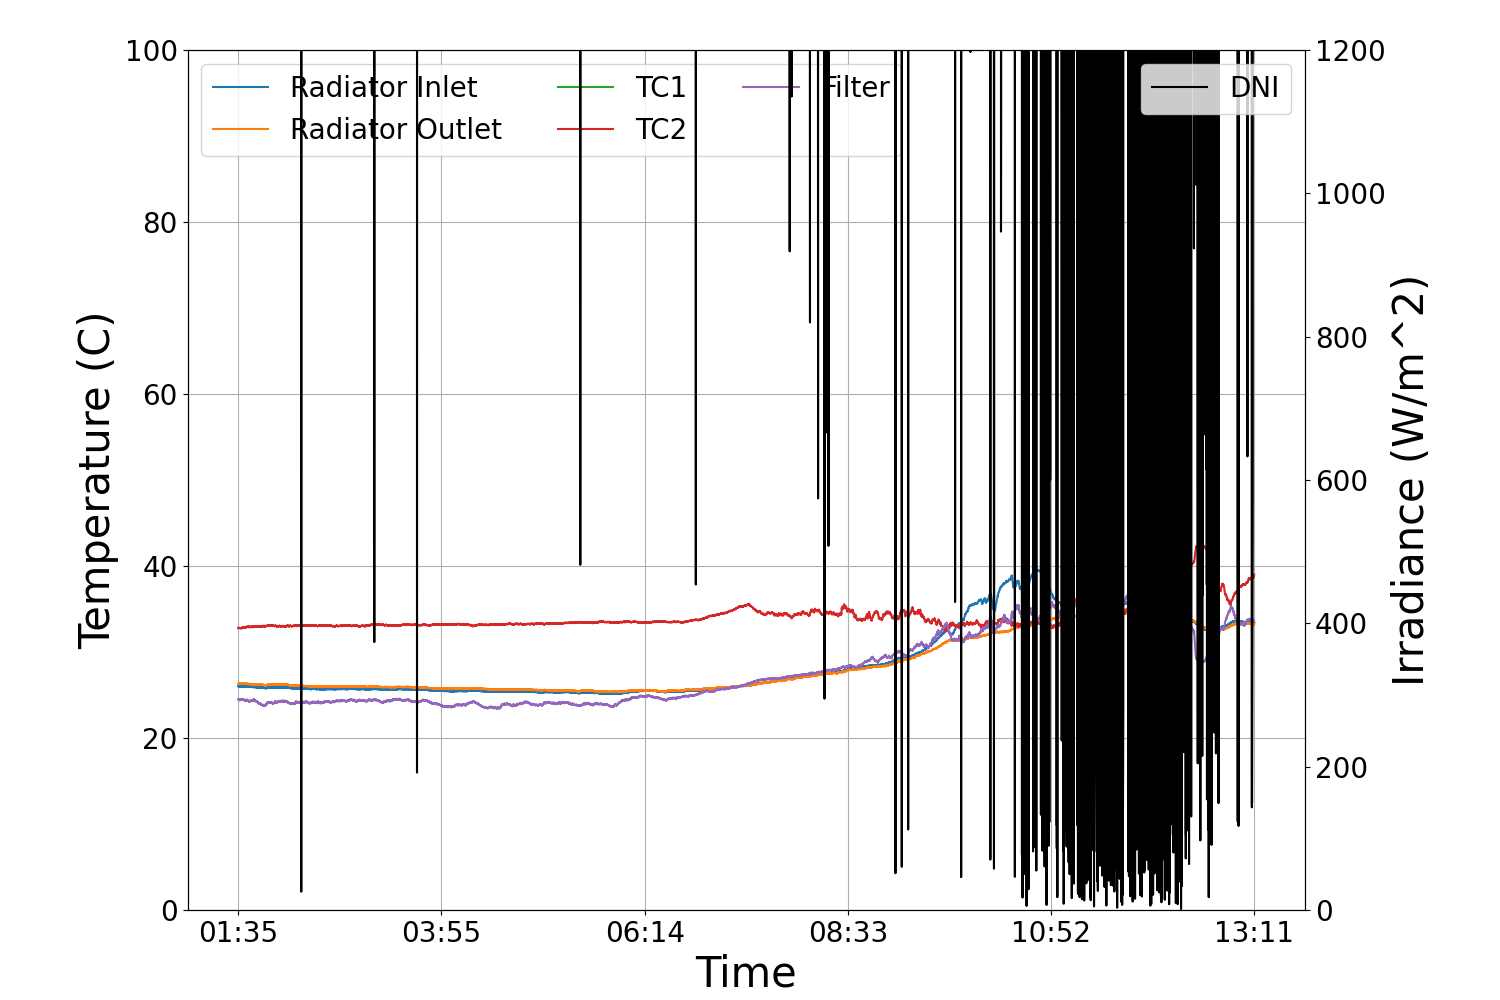 Radiator Inlet
Radiator Outlet
TC1
TC2
Filter
DNI
Temperature (C)
100
80
60
40
20
0
Irradiance (W/m^2)
1200
1000
800
600
400
200
0
01:35 03:55 06:14 08:33 10:52 13:11
Time